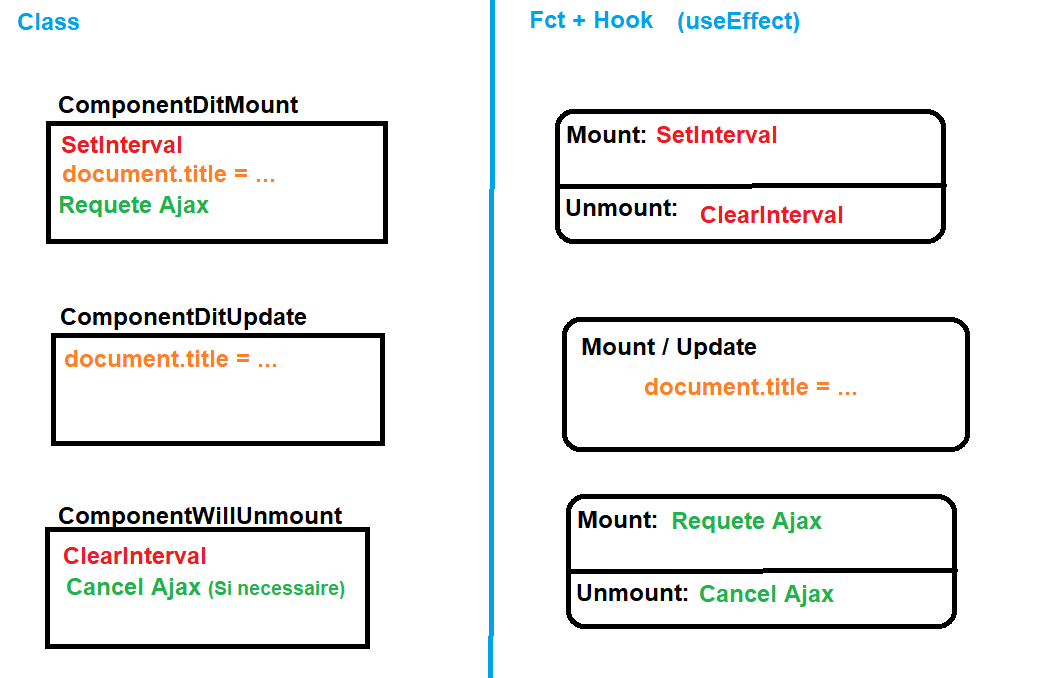 Class
ComponentDitMount
SetInterval
document.title = ...
Requete Ajax
ComponentDitUpdate
document.title = ...
ComponentWillUnmount
ClearInterval
Cancel Ajax (Si necessaire)
Fct + Hook (useEffect)
Mount: SetInterval
Unmount: ClearInterval
Mount / Update
document.title = ...
Mount: Requete Ajax
Unmount: Cancel Ajax